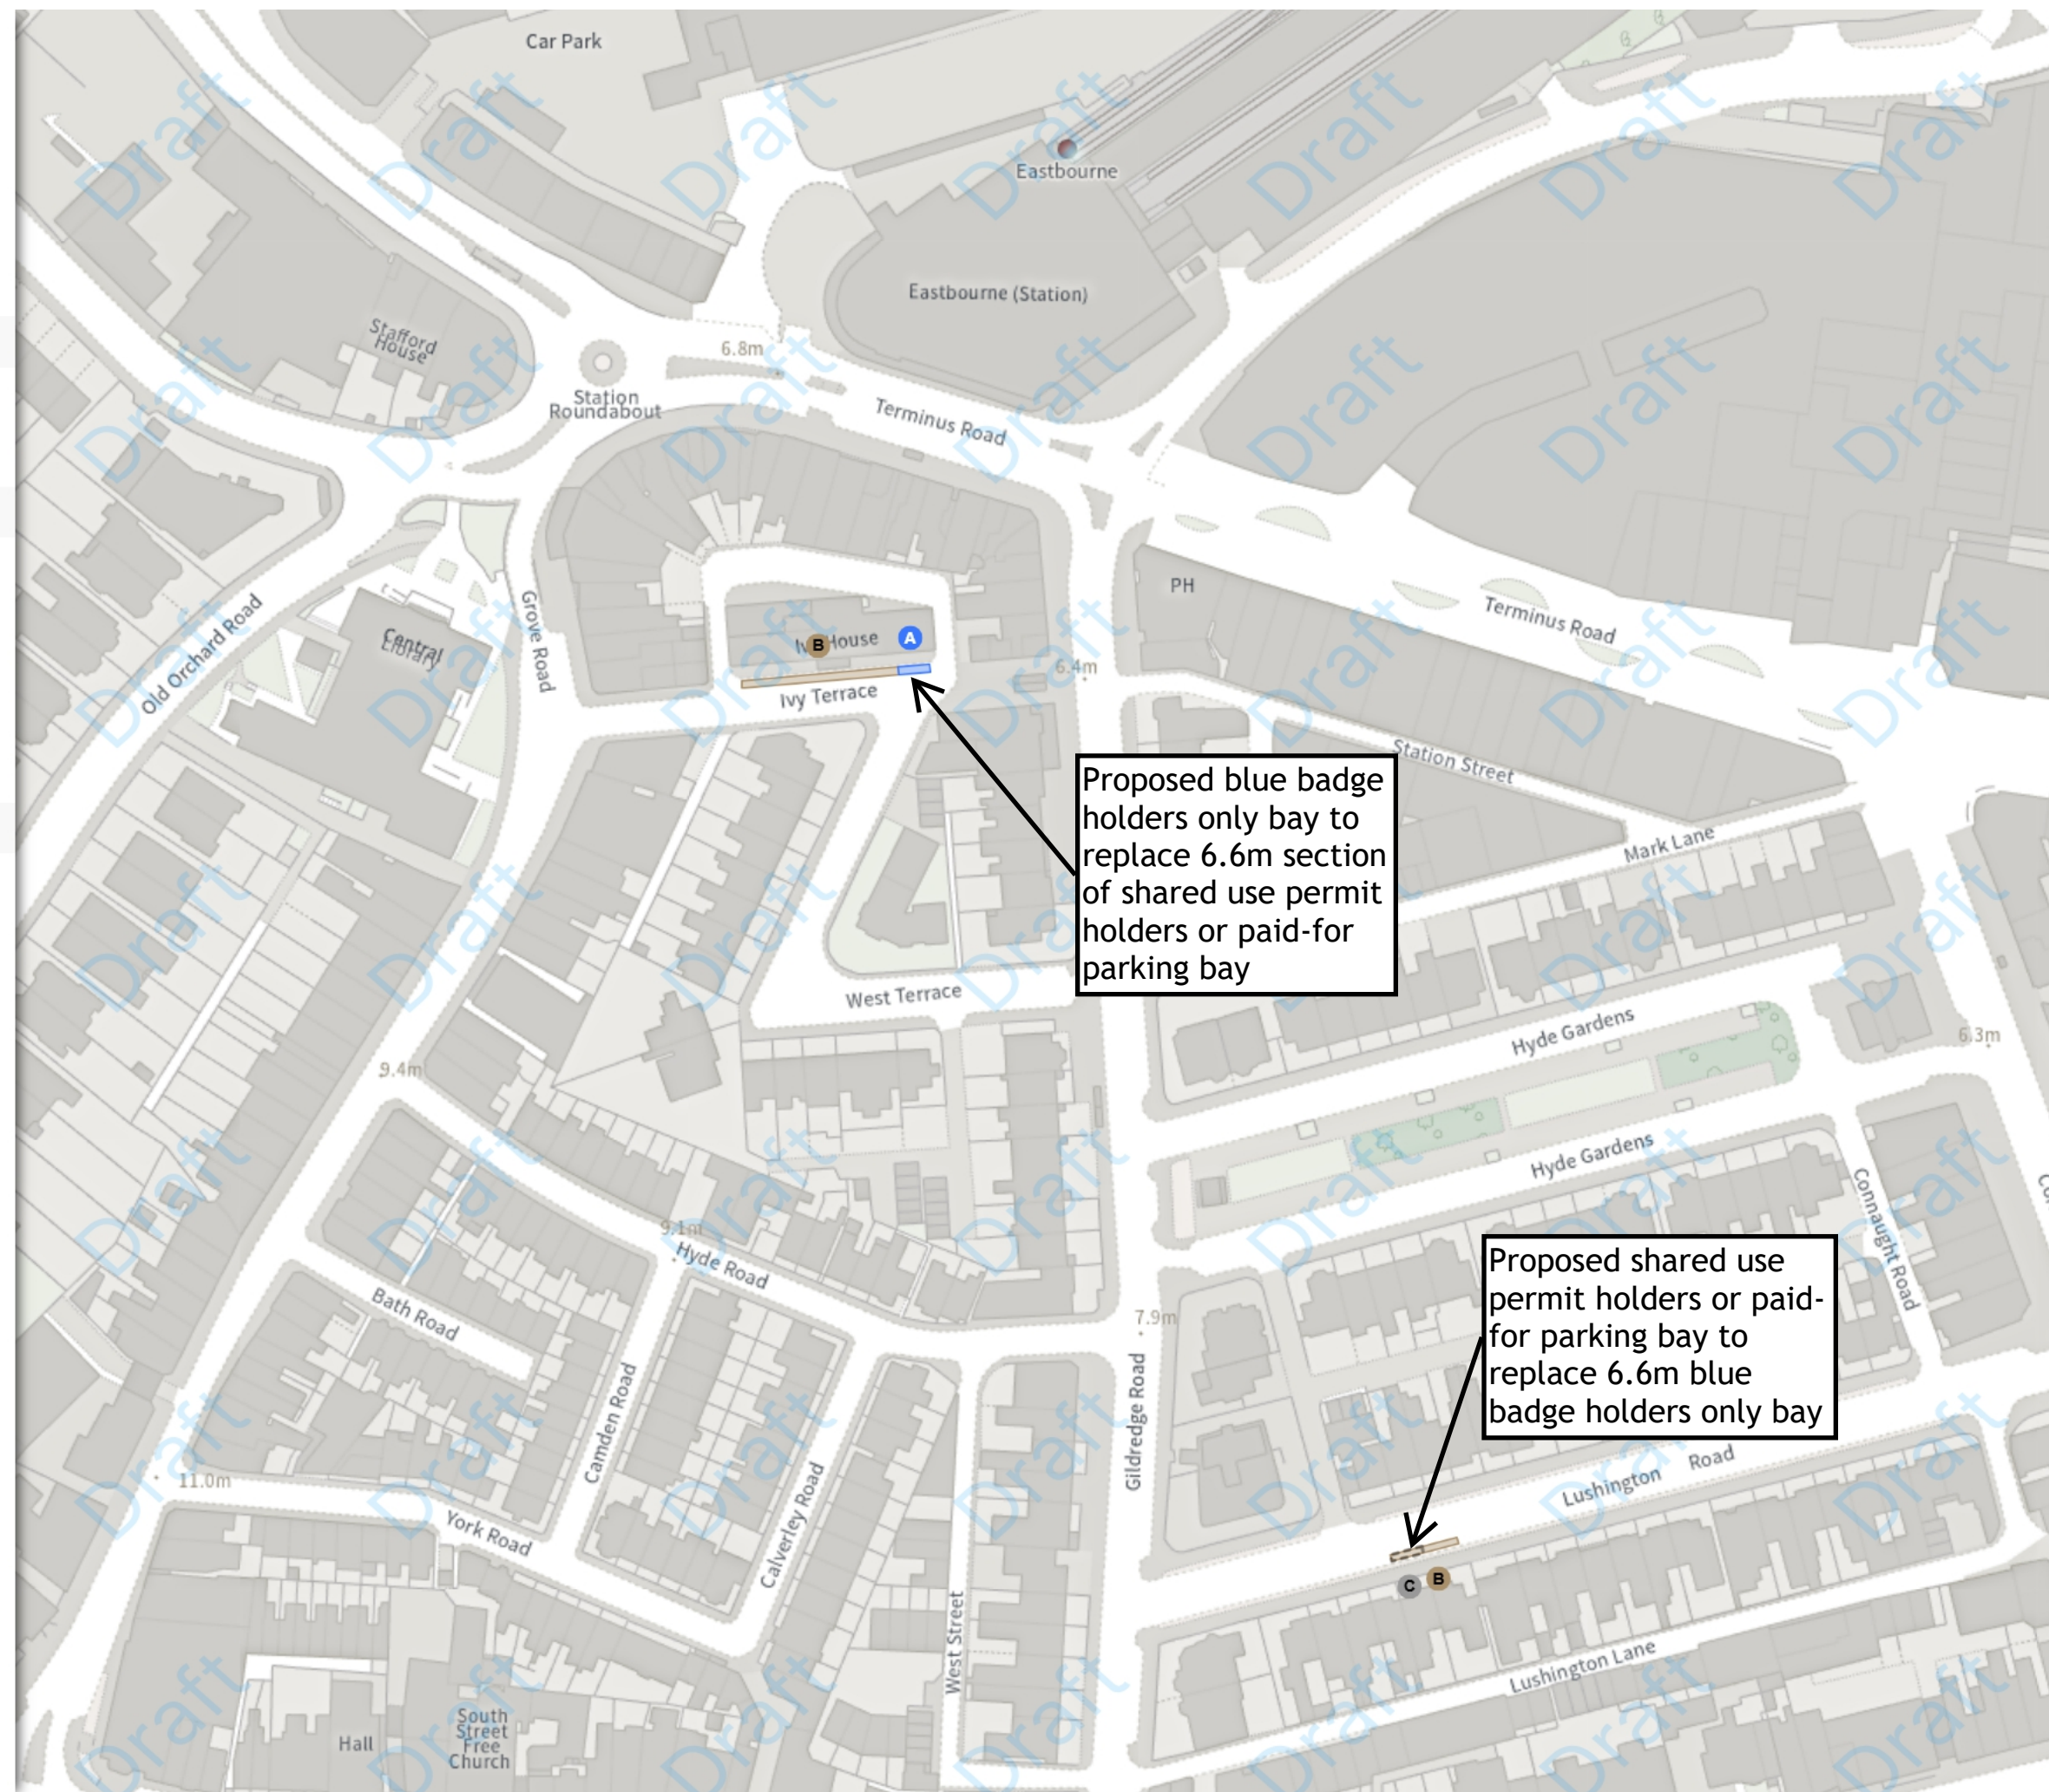 Car Park
Eastbourne
Eastbourne (Station)
Stafford
House
6.8m
Station
Roundabout
Terminus Road
PH
Terminus Road
Old Orchard Road
Central
Library
Grove Road
B
House
A
Ivy Terrace
6.4m
Station Street
Mark Lane
Proposed blue badge
holders only bay to
replace 6.6m section
of shared use permit
holders or paid-for
parking bay
West Terrace
Hyde Gardens
6.3m
9.4m
Hyde Gardens
Connaught Road
9.1m
Hyde Road
Bath Road
7.9m
Proposed shared use
permit holders or paid-
for parking bay to
replace 6.6m blue
badge holders only bay
Gildredge Road
Camden Road
Calverley Road
Lushington Road
11.0m
York Road
C B
West Street
Lushington Lane
Hall
South
Street
Free
Church
Draft